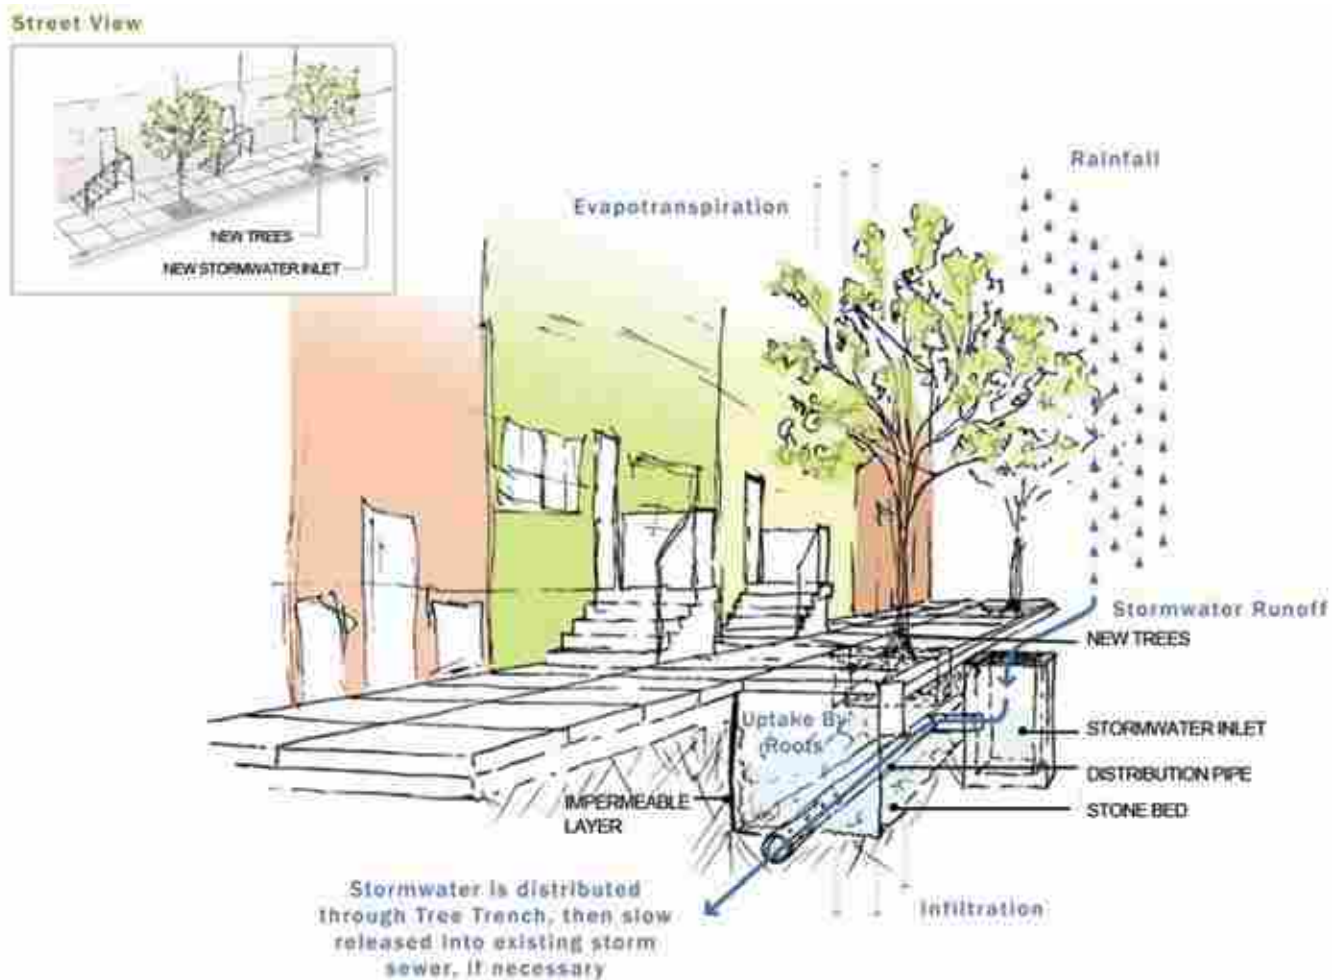 Street View
NEW TREES
NEW STORMWATER INLET
Rainfall
Evapotranspiration
Stormwater Runoff
NEW TREES
Uptake By
Roots
STORMWATER INLET
DISTRIBUTION PIPE
IMPERMEABLE
LAYER
STONE BED
Stormwater is distributed
through Tree Trench, then slow
released into existing storm
sewer, if necessary
Infiltration